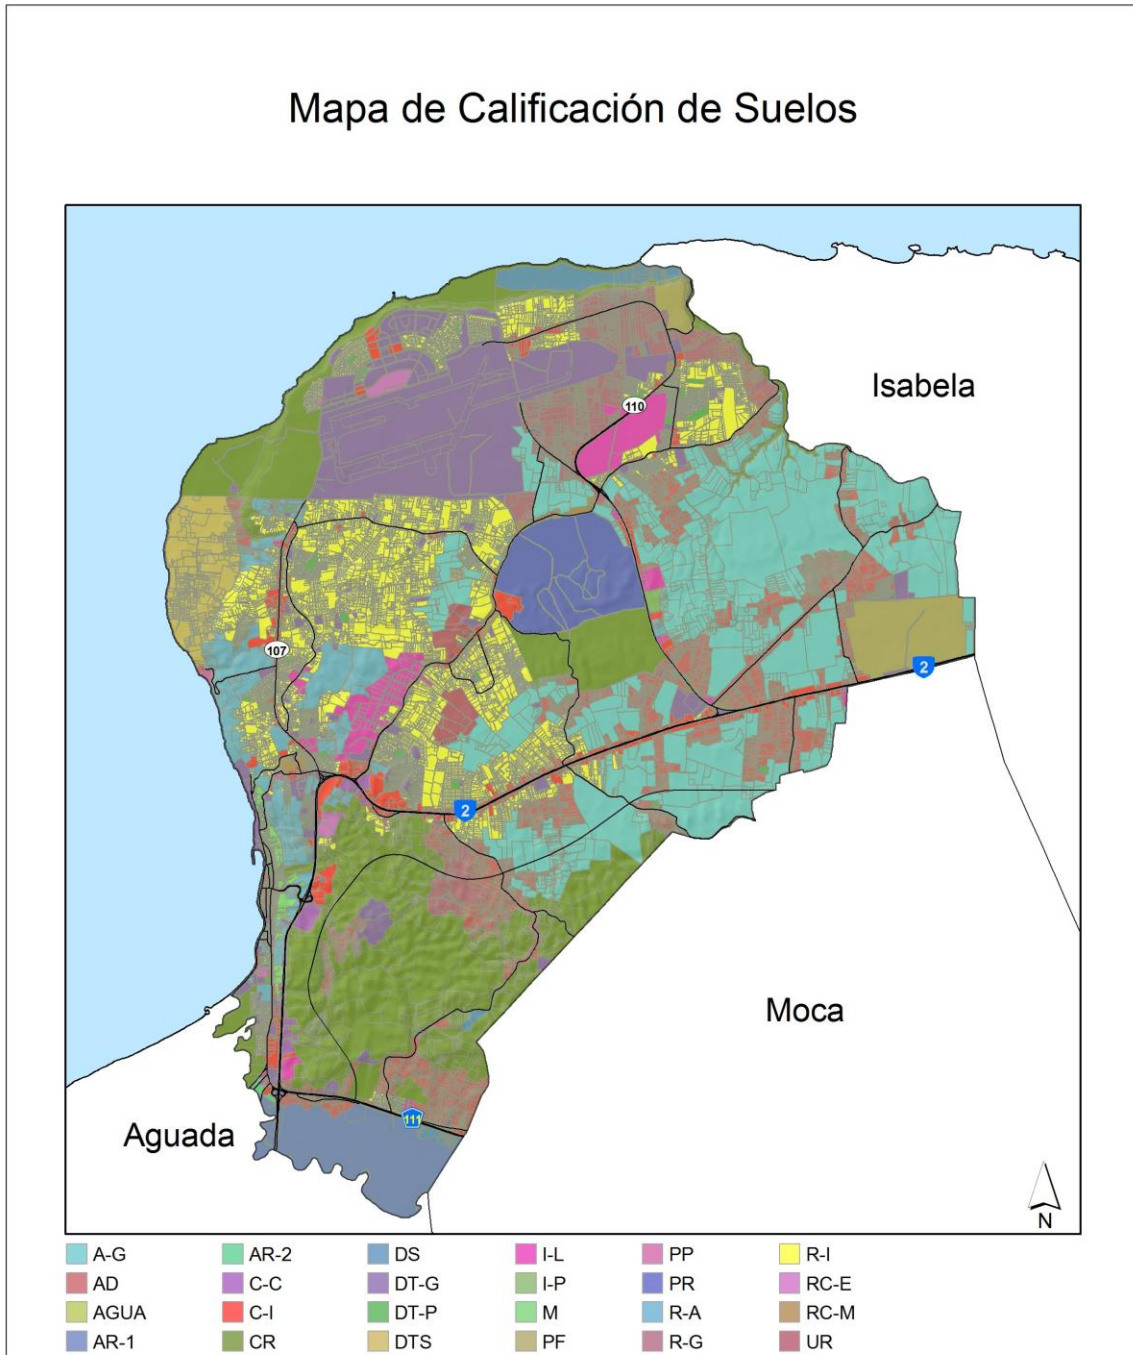 Mapa de Calificación de Suelos
Isabela
110
107
2
2
Moca
Aguada
111
N
A-G AR-2 DS I-L PP R-I
AD C-C DT-G I-P PR RC-E
AGUA C-I DT-P M R-A RC-M
AR-1 CR DTS PF R-G UR